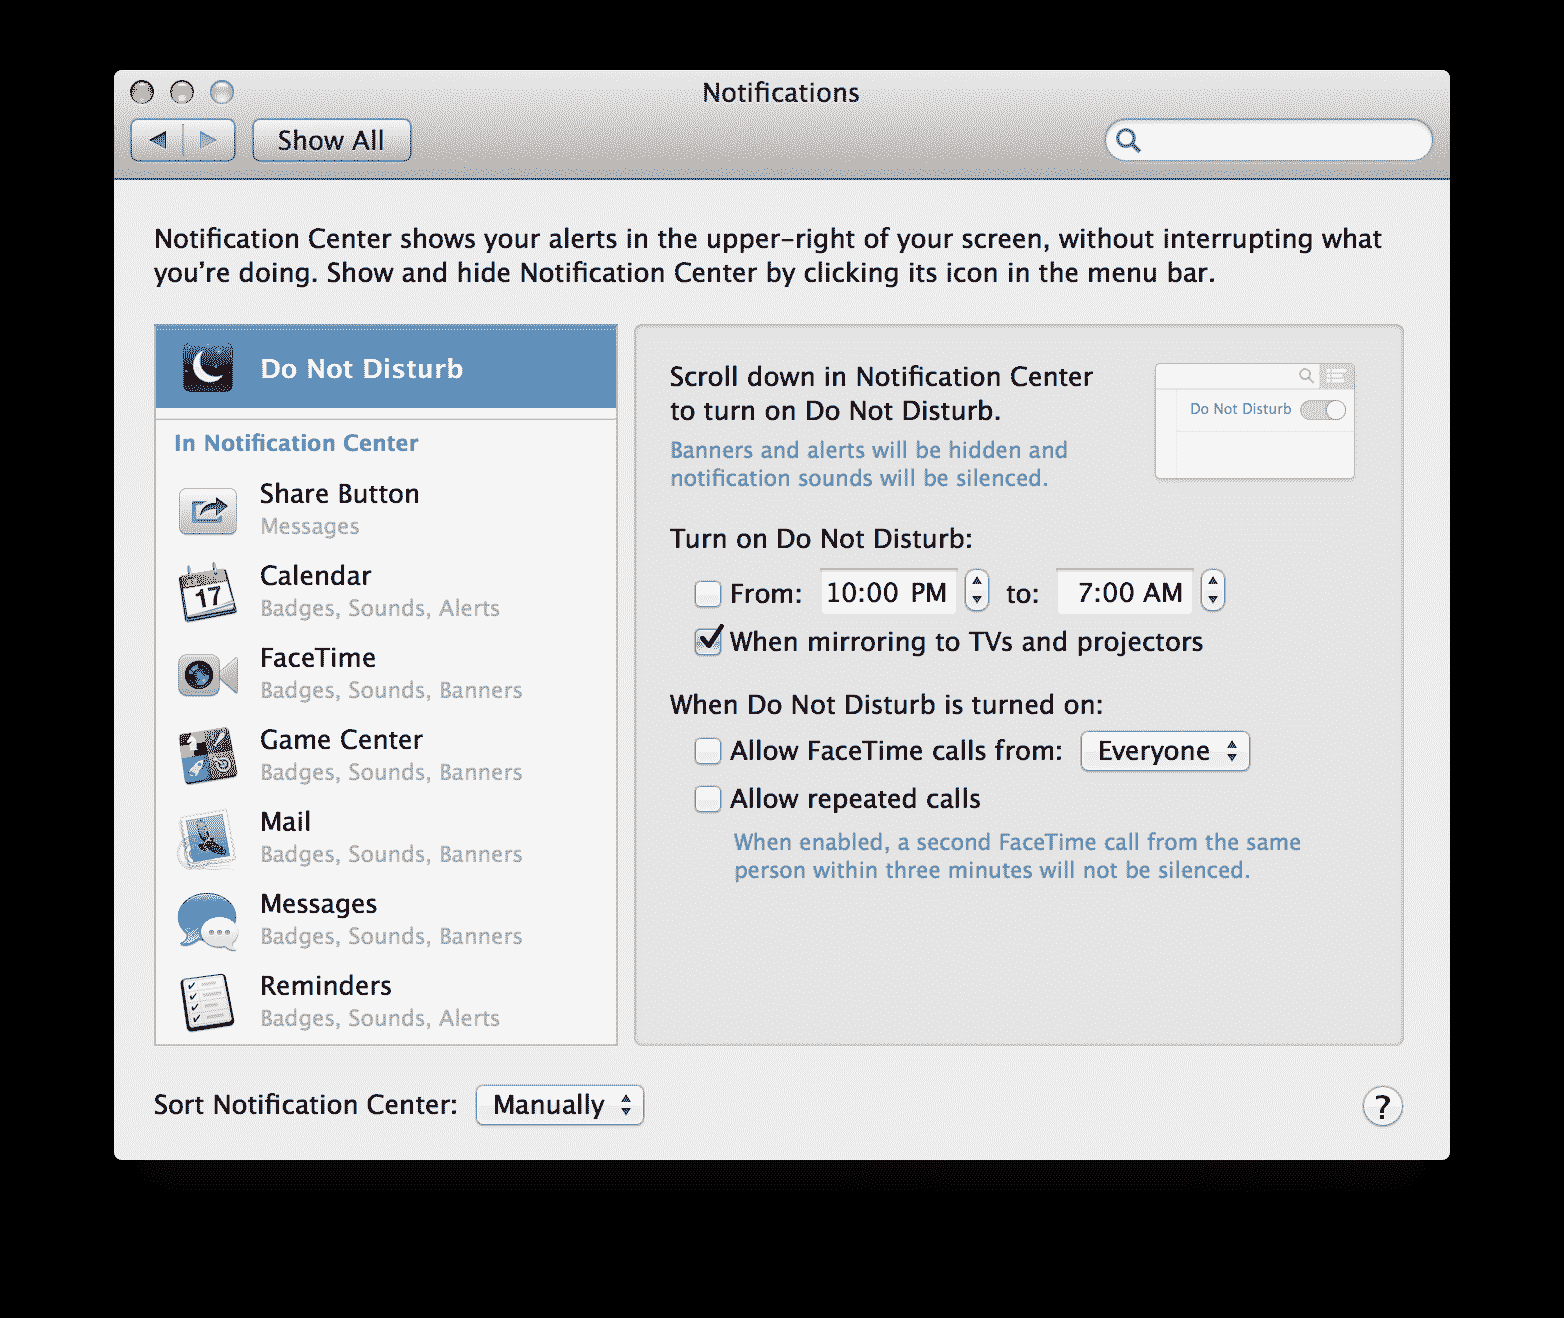 Notifications
Show All
Notification Center shows your alerts in the upper-right of your screen, without interrupting what
you're doing. Show and hide Notification Center by clicking its icon in the menu bar.
Do Not Disturb
In Notification Center
Share Button
Messages
17
Calendar
Badges, Sounds, Alerts
FaceTime
Badges, Sounds, Banners
Game Center
Badges, Sounds, Banners
Mail
Badges, Sounds, Banners
Messages
Badges, Sounds, Banners
Reminders
Badges, Sounds, Alerts
Scroll down in Notification Center
to turn on Do Not Disturb.
Banners and alerts will be hidden and
notification sounds will be silenced.
Do Not Disturb
Turn on Do Not Disturb:
From: 10:00 PM to: 7:00 AM
When mirroring to TVs and projectors
When Do Not Disturb is turned on:
Allow FaceTime calls from: Everyone
Allow repeated calls
When enabled, a second FaceTime call from the same
person within three minutes will not be silenced.
Sort Notification Center: Manually
?